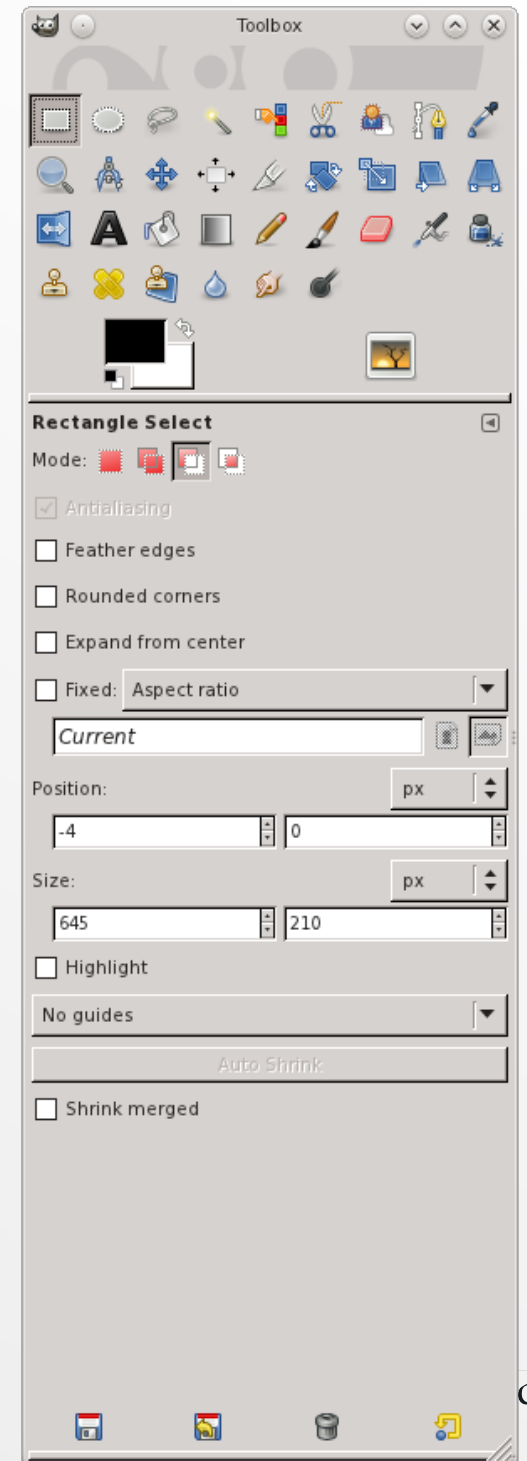 Toolbox
Rectangle Select
Mode:
Antialiasing
Feather edges
Rounded corners
Expand from center
Fixed: Aspect ratio
Current
Position: px
-4 0
Size: px
645 210
Highlight
No guides
Auto Shrink
Shrink merged